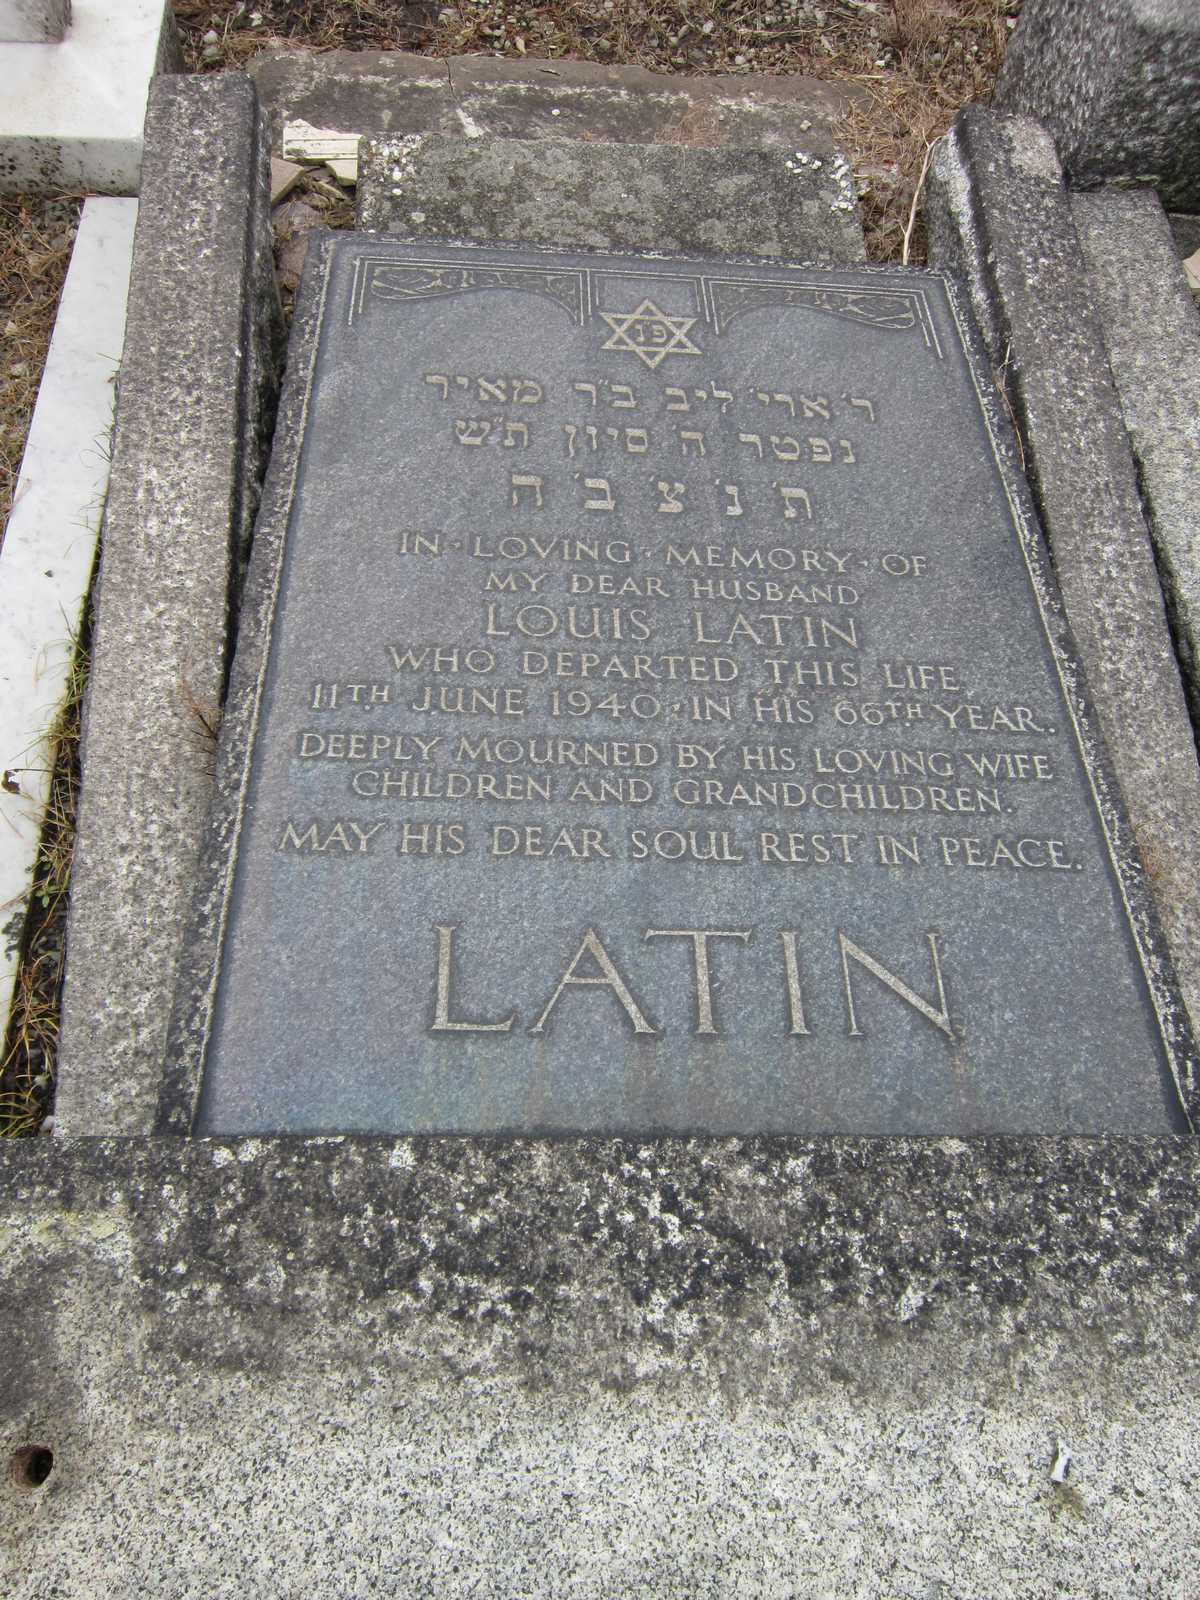 פ נ
ר' ארי' ליב ב"ר מאיר
נפטר ה' סיון ת"ש
ת' נ' צ' ב' ה'
IN · LOVING · MEMORY · OF
MY DEAR HUSBAND
LOUIS LATIN
WHO DEPARTED THIS LIFE
11TH JUNE 1940 · IN HIS 66TH YEAR.
DEEPLY MOURNED BY HIS LOVING WIFE
CHILDREN AND GRANDCHILDREN.
MAY HIS DEAR SOUL REST IN PEACE.
LATIN